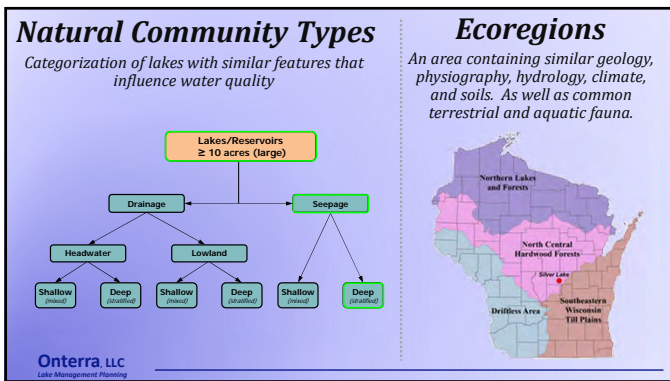 Natural Community Types
Categorization of lakes with similar features that
influence water quality
Lakes/Reservoirs
≥ 10 acres (large)
Drainage
Seepage
Headwater
Lowland
Shallow
(mixed)
Deep
(stratified)
Shallow
(mixed)
Deep
(stratified)
Shallow
(mixed)
Deep
(stratified)
Ecoregions
An area containing similar geology,
physiography, hydrology, climate,
and soils. As well as common
terrestrial and aquatic fauna.
Northern Lakes
and Forests
North Central
Hardwood Forests
Silver Lake
Driftless Area
Southeastern
Wisconsin
Till Plains
Onterra, LLC
Lake Management Planning